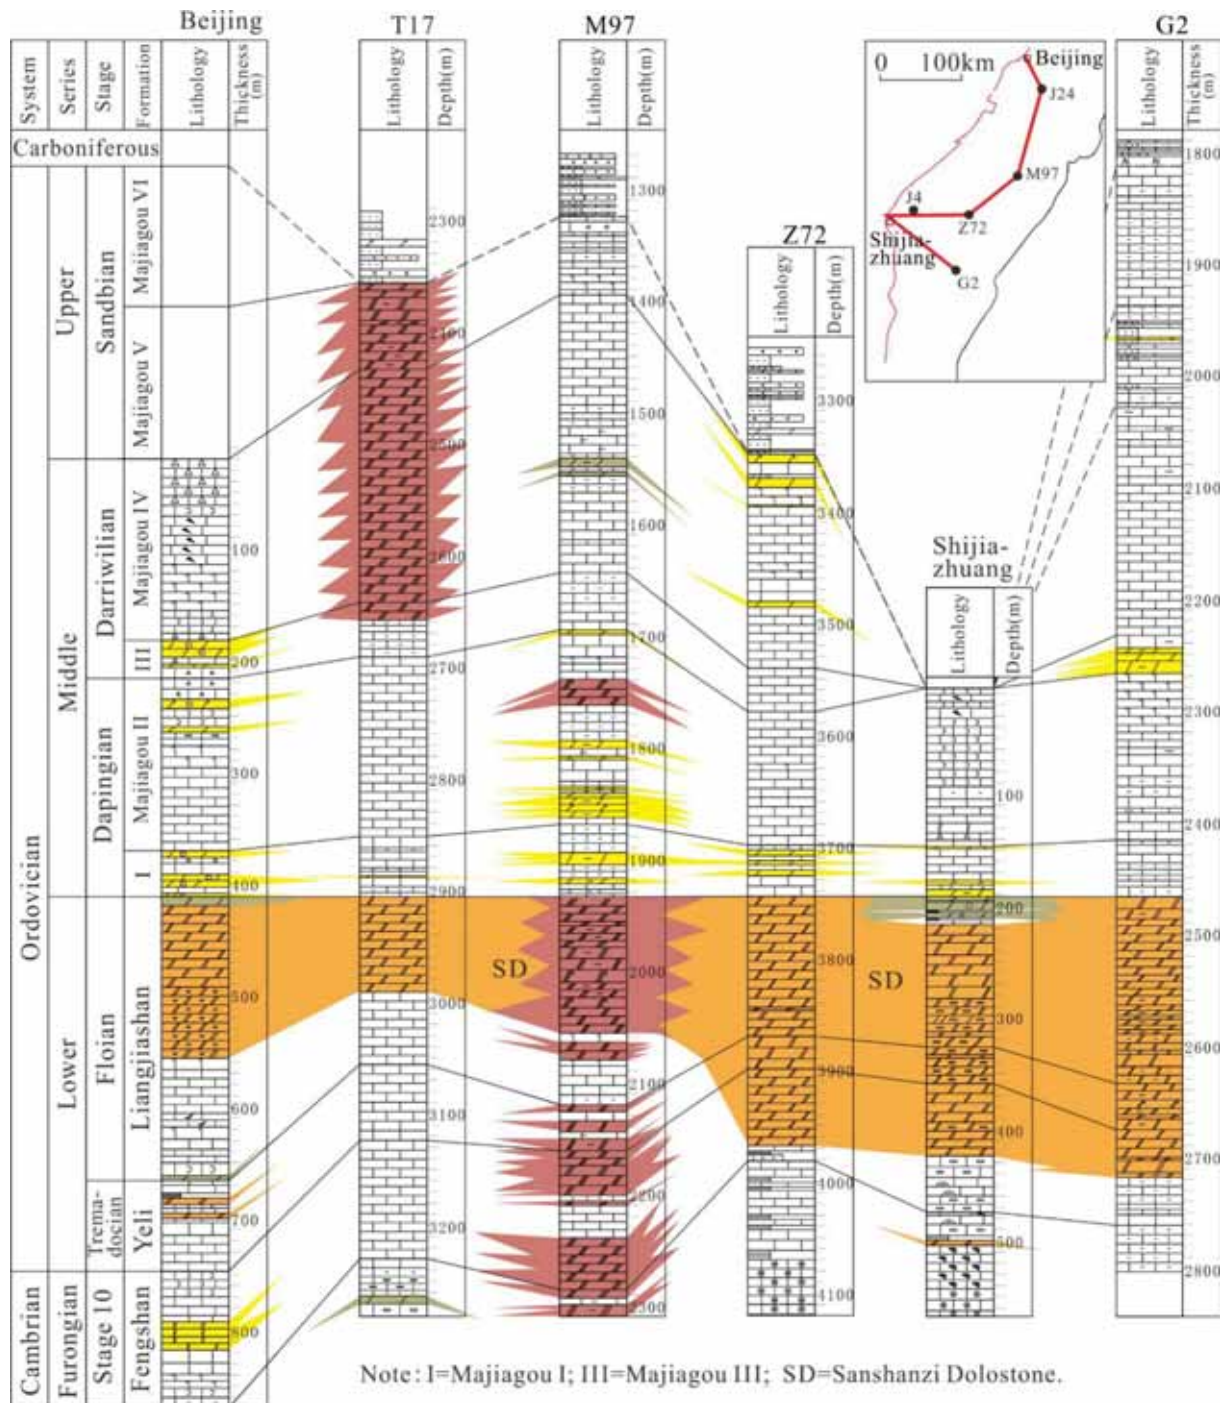 Beijing
T17
M97
G2
Z72
Shijia-
zhuang
System
Series
Stage
Formation
Lithology
Thickness
(m)
Lithology
Depth(m)
Lithology
Depth(m)
Lithology
Depth(m)
Lithology
Depth(m)
Lithology
Thickness
(m)
0 100km
Beijing
J24
M97
J4
Z72
Shijia-
zhuang
G2
Carboniferous
Ordovician
Cambrian
Upper
Middle
Lower
Furongian
Sandbian
Darriwilian
Dapingian
Floian
Trema-
docian
Stage 10
Majiagou VI
Majiagou V
Majiagou IV
III
Majiagou II
I
Liangjiashan
Yeli
Fengshan
100
200
300
400
500
600
700
800
2300
2400
2500
2600
2700
2800
2900
3000
3100
3200
1300
1400
1500
1600
1700
1800
1900
2000
2100
2200
2300
3300
3400
3500
3600
3700
3800
3900
4000
4100
100
200
300
400
500
1800
1900
2000
2100
2200
2300
2400
2500
2600
2700
2800
SD
SD
Note: I=Majiagou I; III=Majiagou III; SD=Sanshanzi Dolostone.